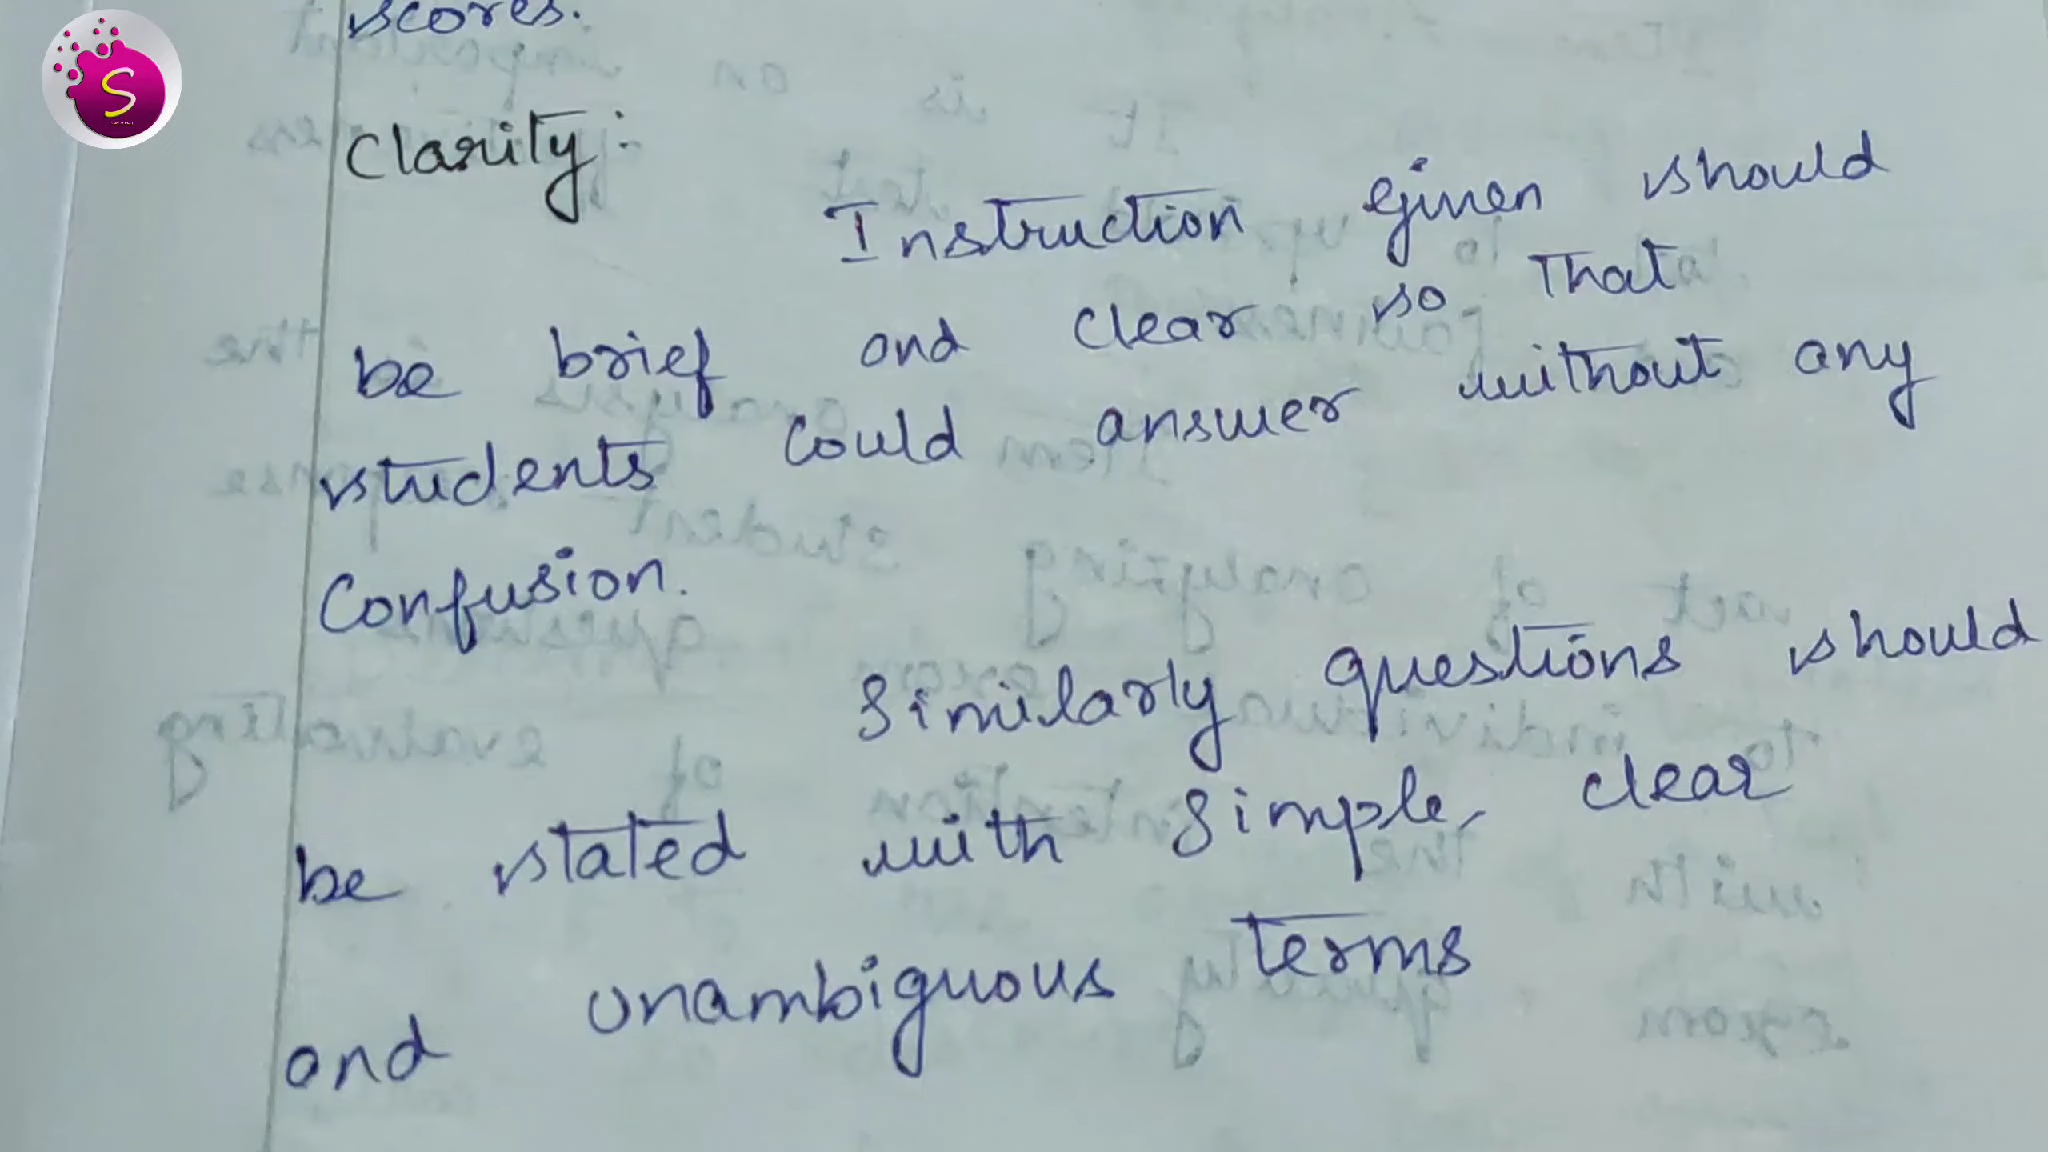 scores.
Clarity:
Instruction given should
be brief and clear so that
students could answer without any
Confusion.
Similarly questions should
be stated with simple, clear
and unambiguous terms
S